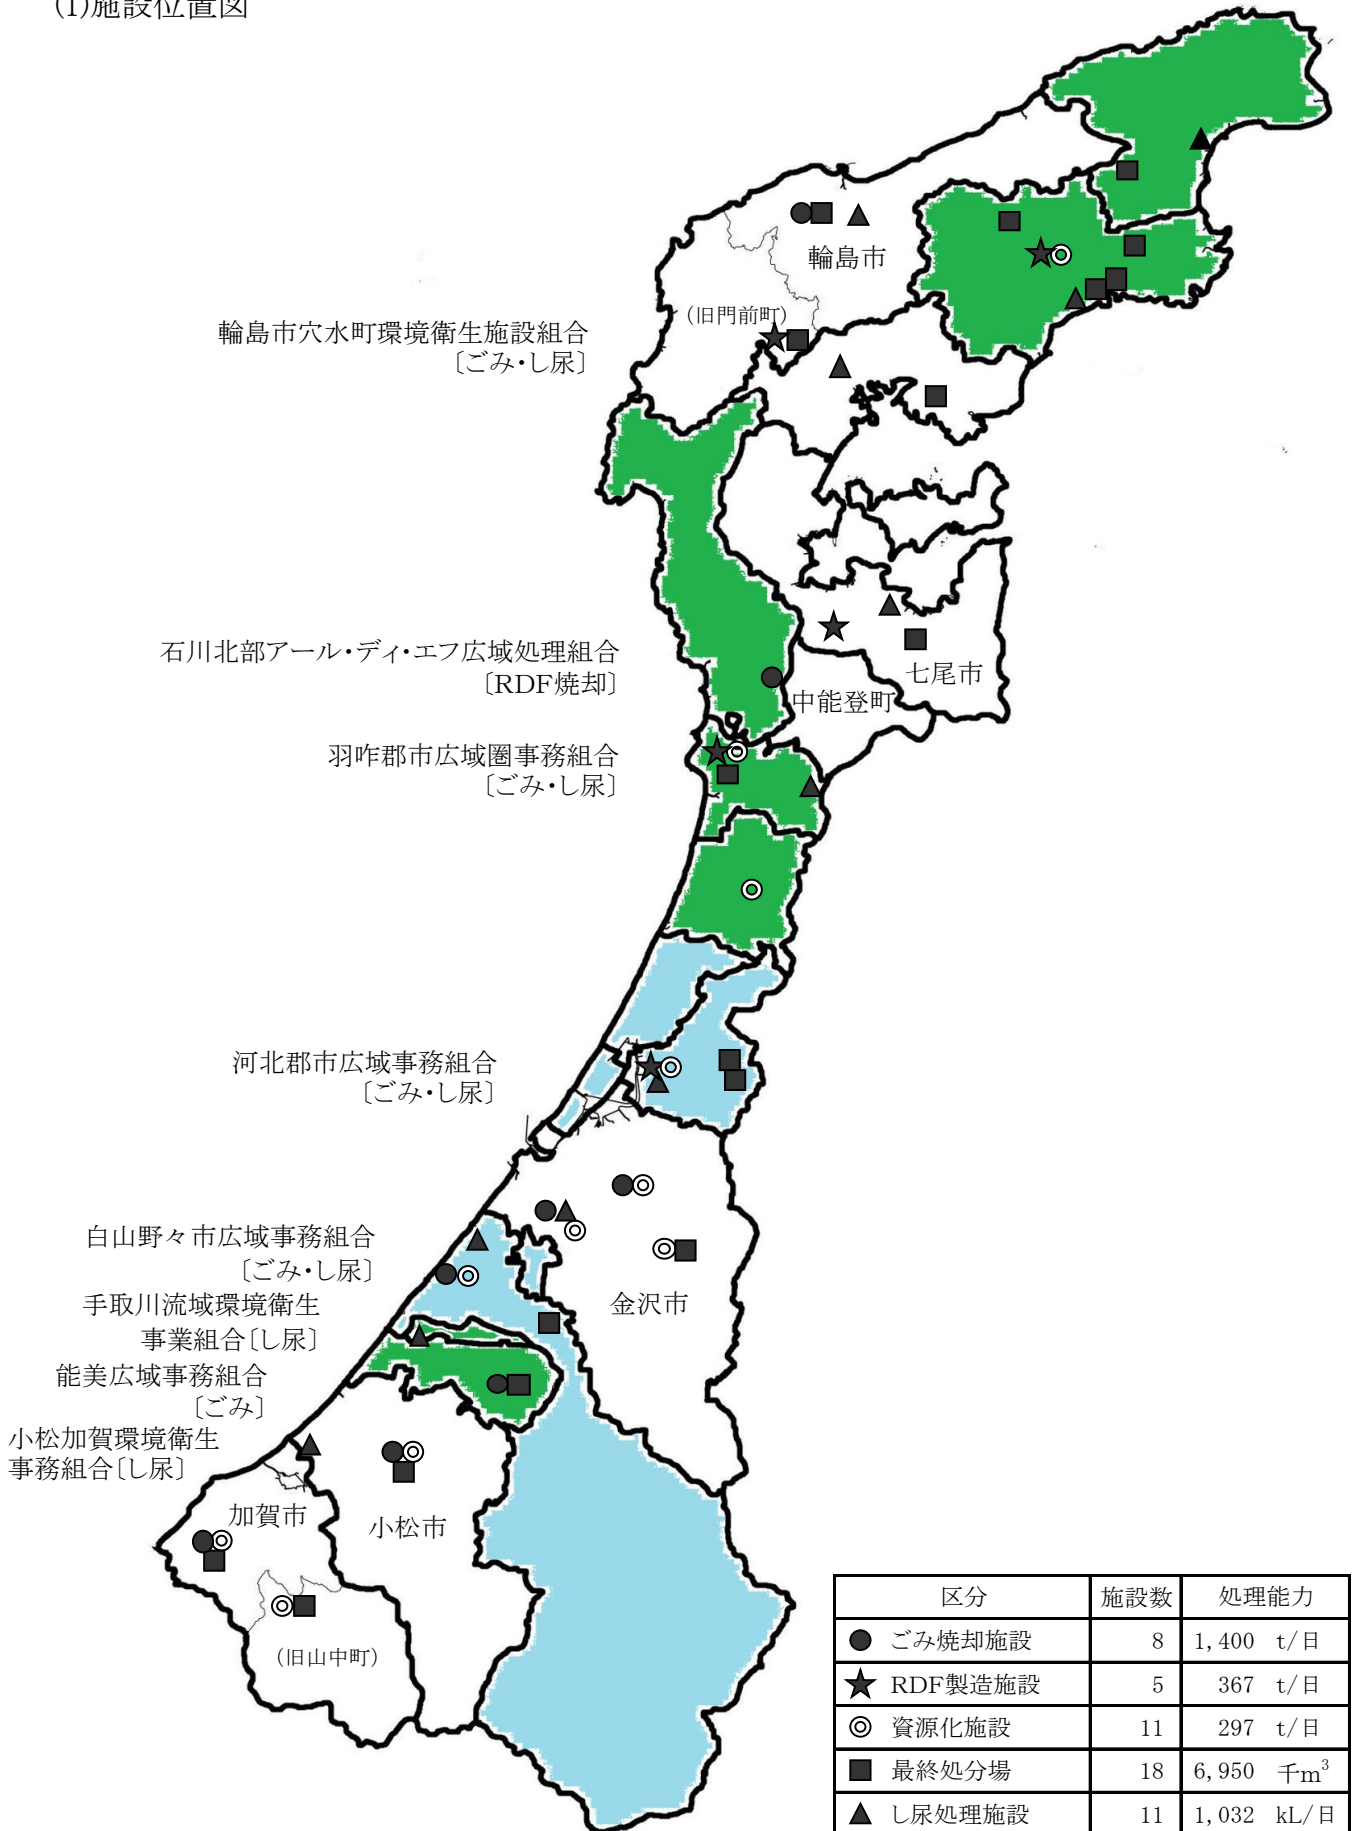 (1)施設位置図
輪島市
(旧門前町)
輪島市穴水町環境衛生施設組合
〔ごみ・し尿〕
石川北部アール・ディ・エフ広域処理組合
〔RDF焼却〕
七尾市
中能登町
羽咋郡市広域圏事務組合
〔ごみ・し尿〕
河北郡市広域事務組合
〔ごみ・し尿〕
白山野々市広域事務組合
〔ごみ・し尿〕
金沢市
手取川流域環境衛生
事業組合〔し尿〕
能美広域事務組合
〔ごみ〕
小松加賀環境衛生
事務組合〔し尿〕
加賀市
小松市
(旧山中町)
区分 施設数 処理能力
● ごみ焼却施設 8 1,400 t/日
★ RDF製造施設 5 367 t/日
◎ 資源化施設 11 297 t/日
■ 最終処分場 18 6,950 千m³
▲ し尿処理施設 11 1,032 kL/日